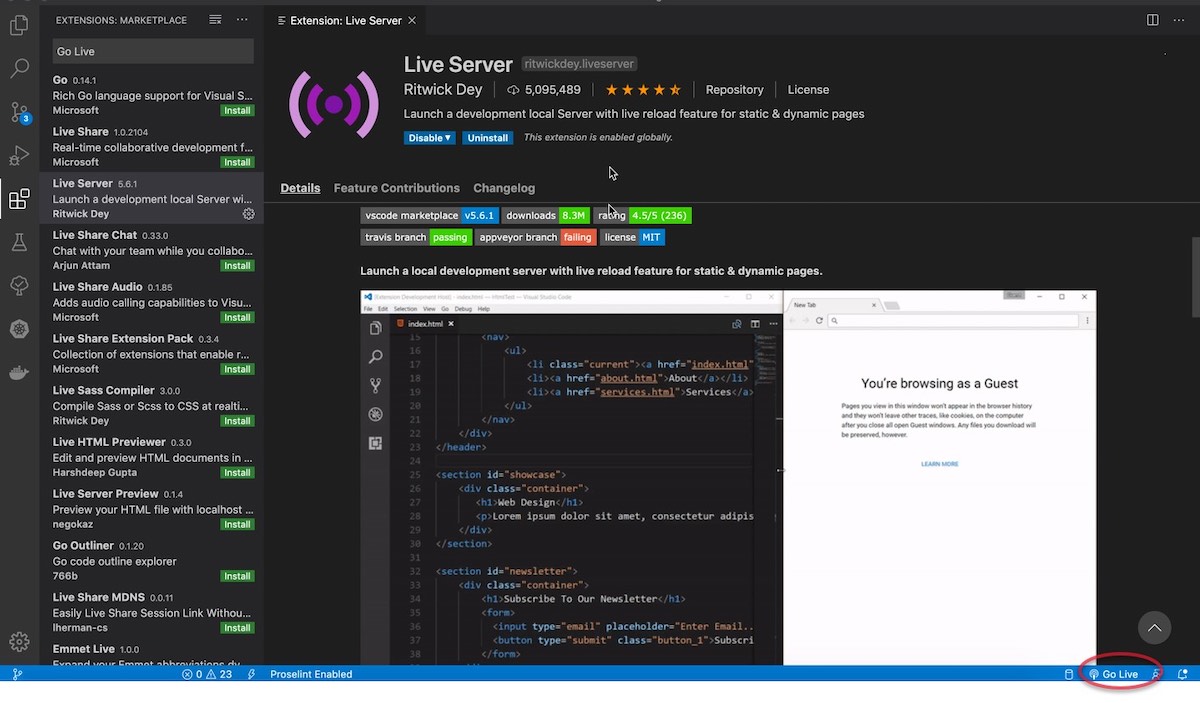 EXTENSIONS: MARKETPLACE
Go Live
Go 0.14.1
Rich Go language support for Visual S...
Microsoft
Install
Live Share 1.0.2104
Real-time collaborative development f...
Microsoft
Install
Live Server 5.6.1
Launch a development local Server wi...
Ritwick Dey
Live Share Chat 0.33.0
Chat with your team while you collabo...
Arjun Attam
Install
Live Share Audio 0.1.85
Adds audio calling capabilities to Visu...
Microsoft
Install
Live Share Extension Pack 0.3.4
Collection of extensions that enable r...
Microsoft
Install
Live Sass Compiler 3.0.0
Compile Sass or Scss to CSS at realti...
Ritwick Dey
Install
Live HTML Previewer 0.3.0
Edit and preview HTML documents in ...
Harshdeep Gupta
Install
Live Server Preview 0.1.4
Preview your HTML file with localhost ...
negokaz
Install
Go Outliner 0.1.20
Go code outline explorer
766b
Install
Live Share MDNS 0.0.11
Easily Live Share Session Link Withou...
lherman-cs
Install
Emmet Live 1.0.0
Expand your Emmet abbreviations dy...
3
Extension: Live Server
Live Server ritwickdey.liveserver
Ritwick Dey 5,095,489 Repository License
Launch a development local Server with live reload feature for static & dynamic pages
Disable Uninstall This extension is enabled globally.
Details Feature Contributions Changelog
vscode marketplace v5.6.1 downloads 8.3M rating 4.5/5 (236)
travis branch passing appveyor branch failing license MIT
Launch a local development server with live reload feature for static & dynamic pages.
[Extension Development Host] - index.html — HtmlTest — Visual Studio Code
File Edit Selection View Go Debug Help
index.html
15 <nav>
16 <ul>
17 <li class="current"><a href="index.html"
18 <li><a href="about.html">About</a></li>
19 <li><a href="services.html">Services</a>
20 </ul>
21 </nav>
22 </div>
23 </header>
24
25 <section id="showcase">
26 <div class="container">
27 <h1>Web Design</h1>
28 <p>Lorem ipsum dolor sit amet, consectetur adipis
29 </div>
30 </section>
31
32 <section id="newsletter">
33 <div class="container">
34 <h1>Subscribe To Our Newsletter</h1>
35 <form>
36 <input type="email" placeholder="Enter Email..
37 <button type="submit" class="button_1">Subscri
38 </form>
New Tab
You're browsing as a Guest
Pages you view in this window won't appear in the browser history
and they won't leave other traces, like cookies, on the computer
after you close all open Guest windows. Any files you download will
be preserved, however.
LEARN MORE
0 23 Proselint Enabled Go Live